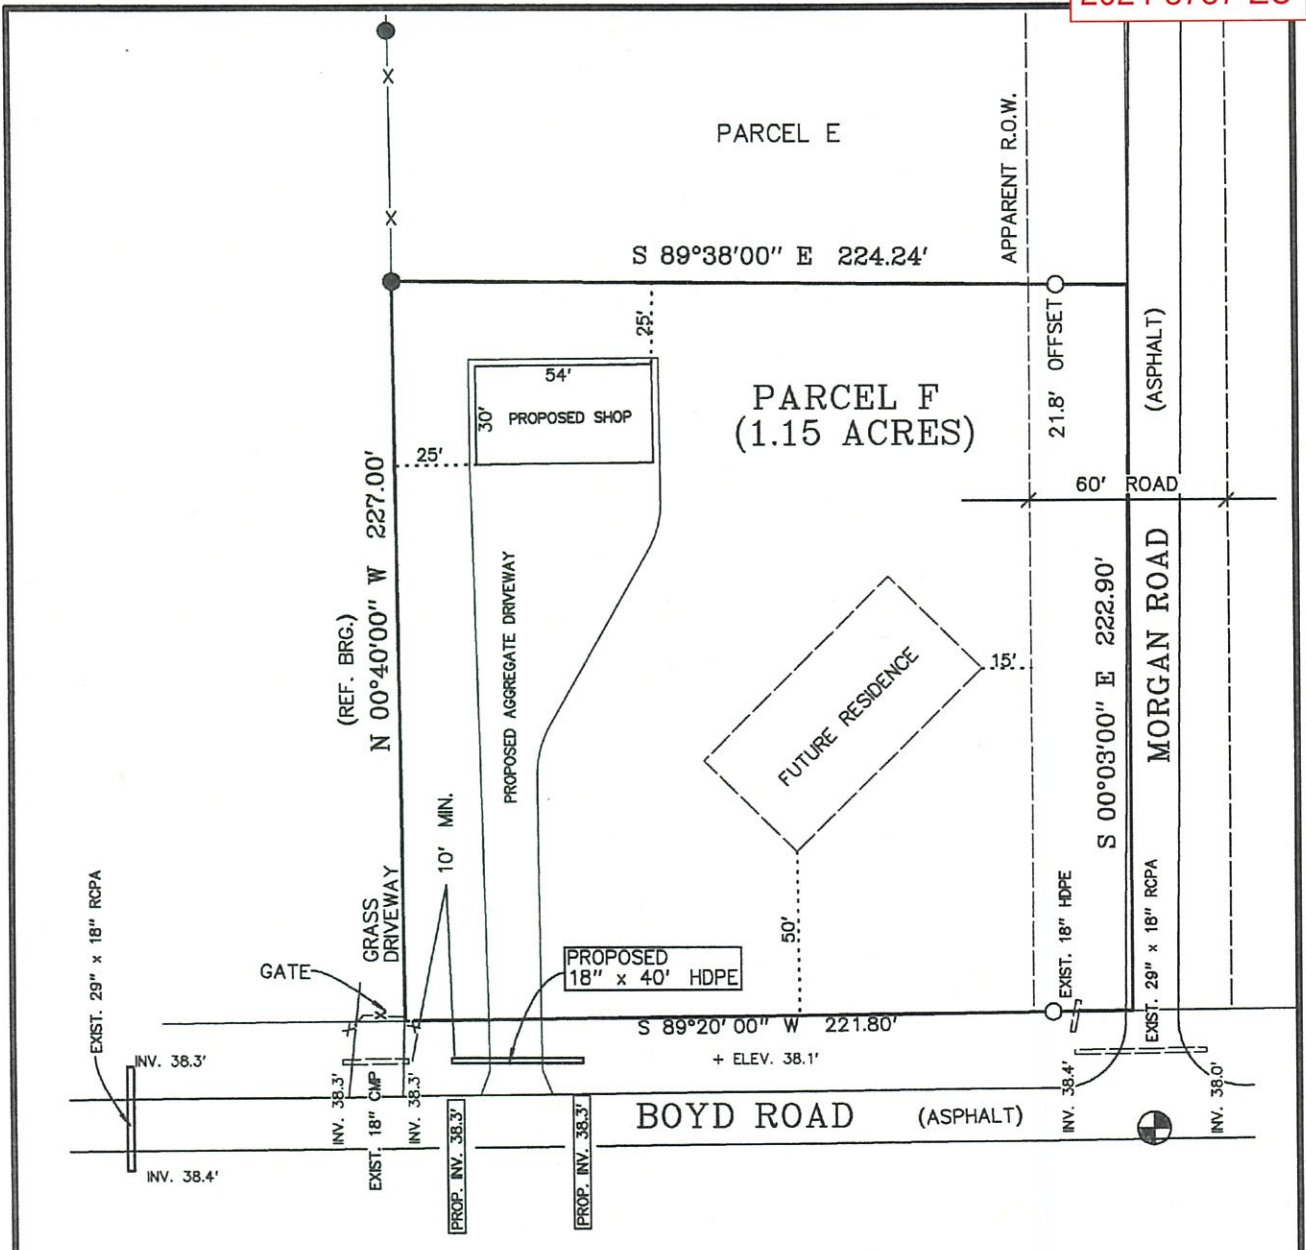 PARCEL E
APPARENT R.O.W.
S 89°38'00" E 224.24'
25'
54'
30'
PROPOSED SHOP
25'
PARCEL F
(1.15 ACRES)
21.8' OFFSET
(ASPHALT)
60' ROAD
(REF. BRG.)
N 00°40'00" W 227.00'
PROPOSED AGGREGATE DRIVEWAY
FUTURE RESIDENCE
15'
S 00°03'00" E 222.90'
MORGAN ROAD
10' MIN.
GRASS
DRIVEWAY
GATE
X
X
X
PROPOSED
18" x 40' HDPE
50'
EXIST. 18" HDPE
EXIST. 29" x 18" RCPA
EXIST. 29" x 18" RCPA
S 89°20'00" W 221.80'
+ ELEV. 38.1'
INV. 38.3'
INV. 38.4'
INV. 38.3'
EXIST. 18" CMP
INV. 38.3'
PROP. INV. 38.3'
PROP. INV. 38.3'
BOYD ROAD
(ASPHALT)
INV. 38.4'
INV. 38.0'